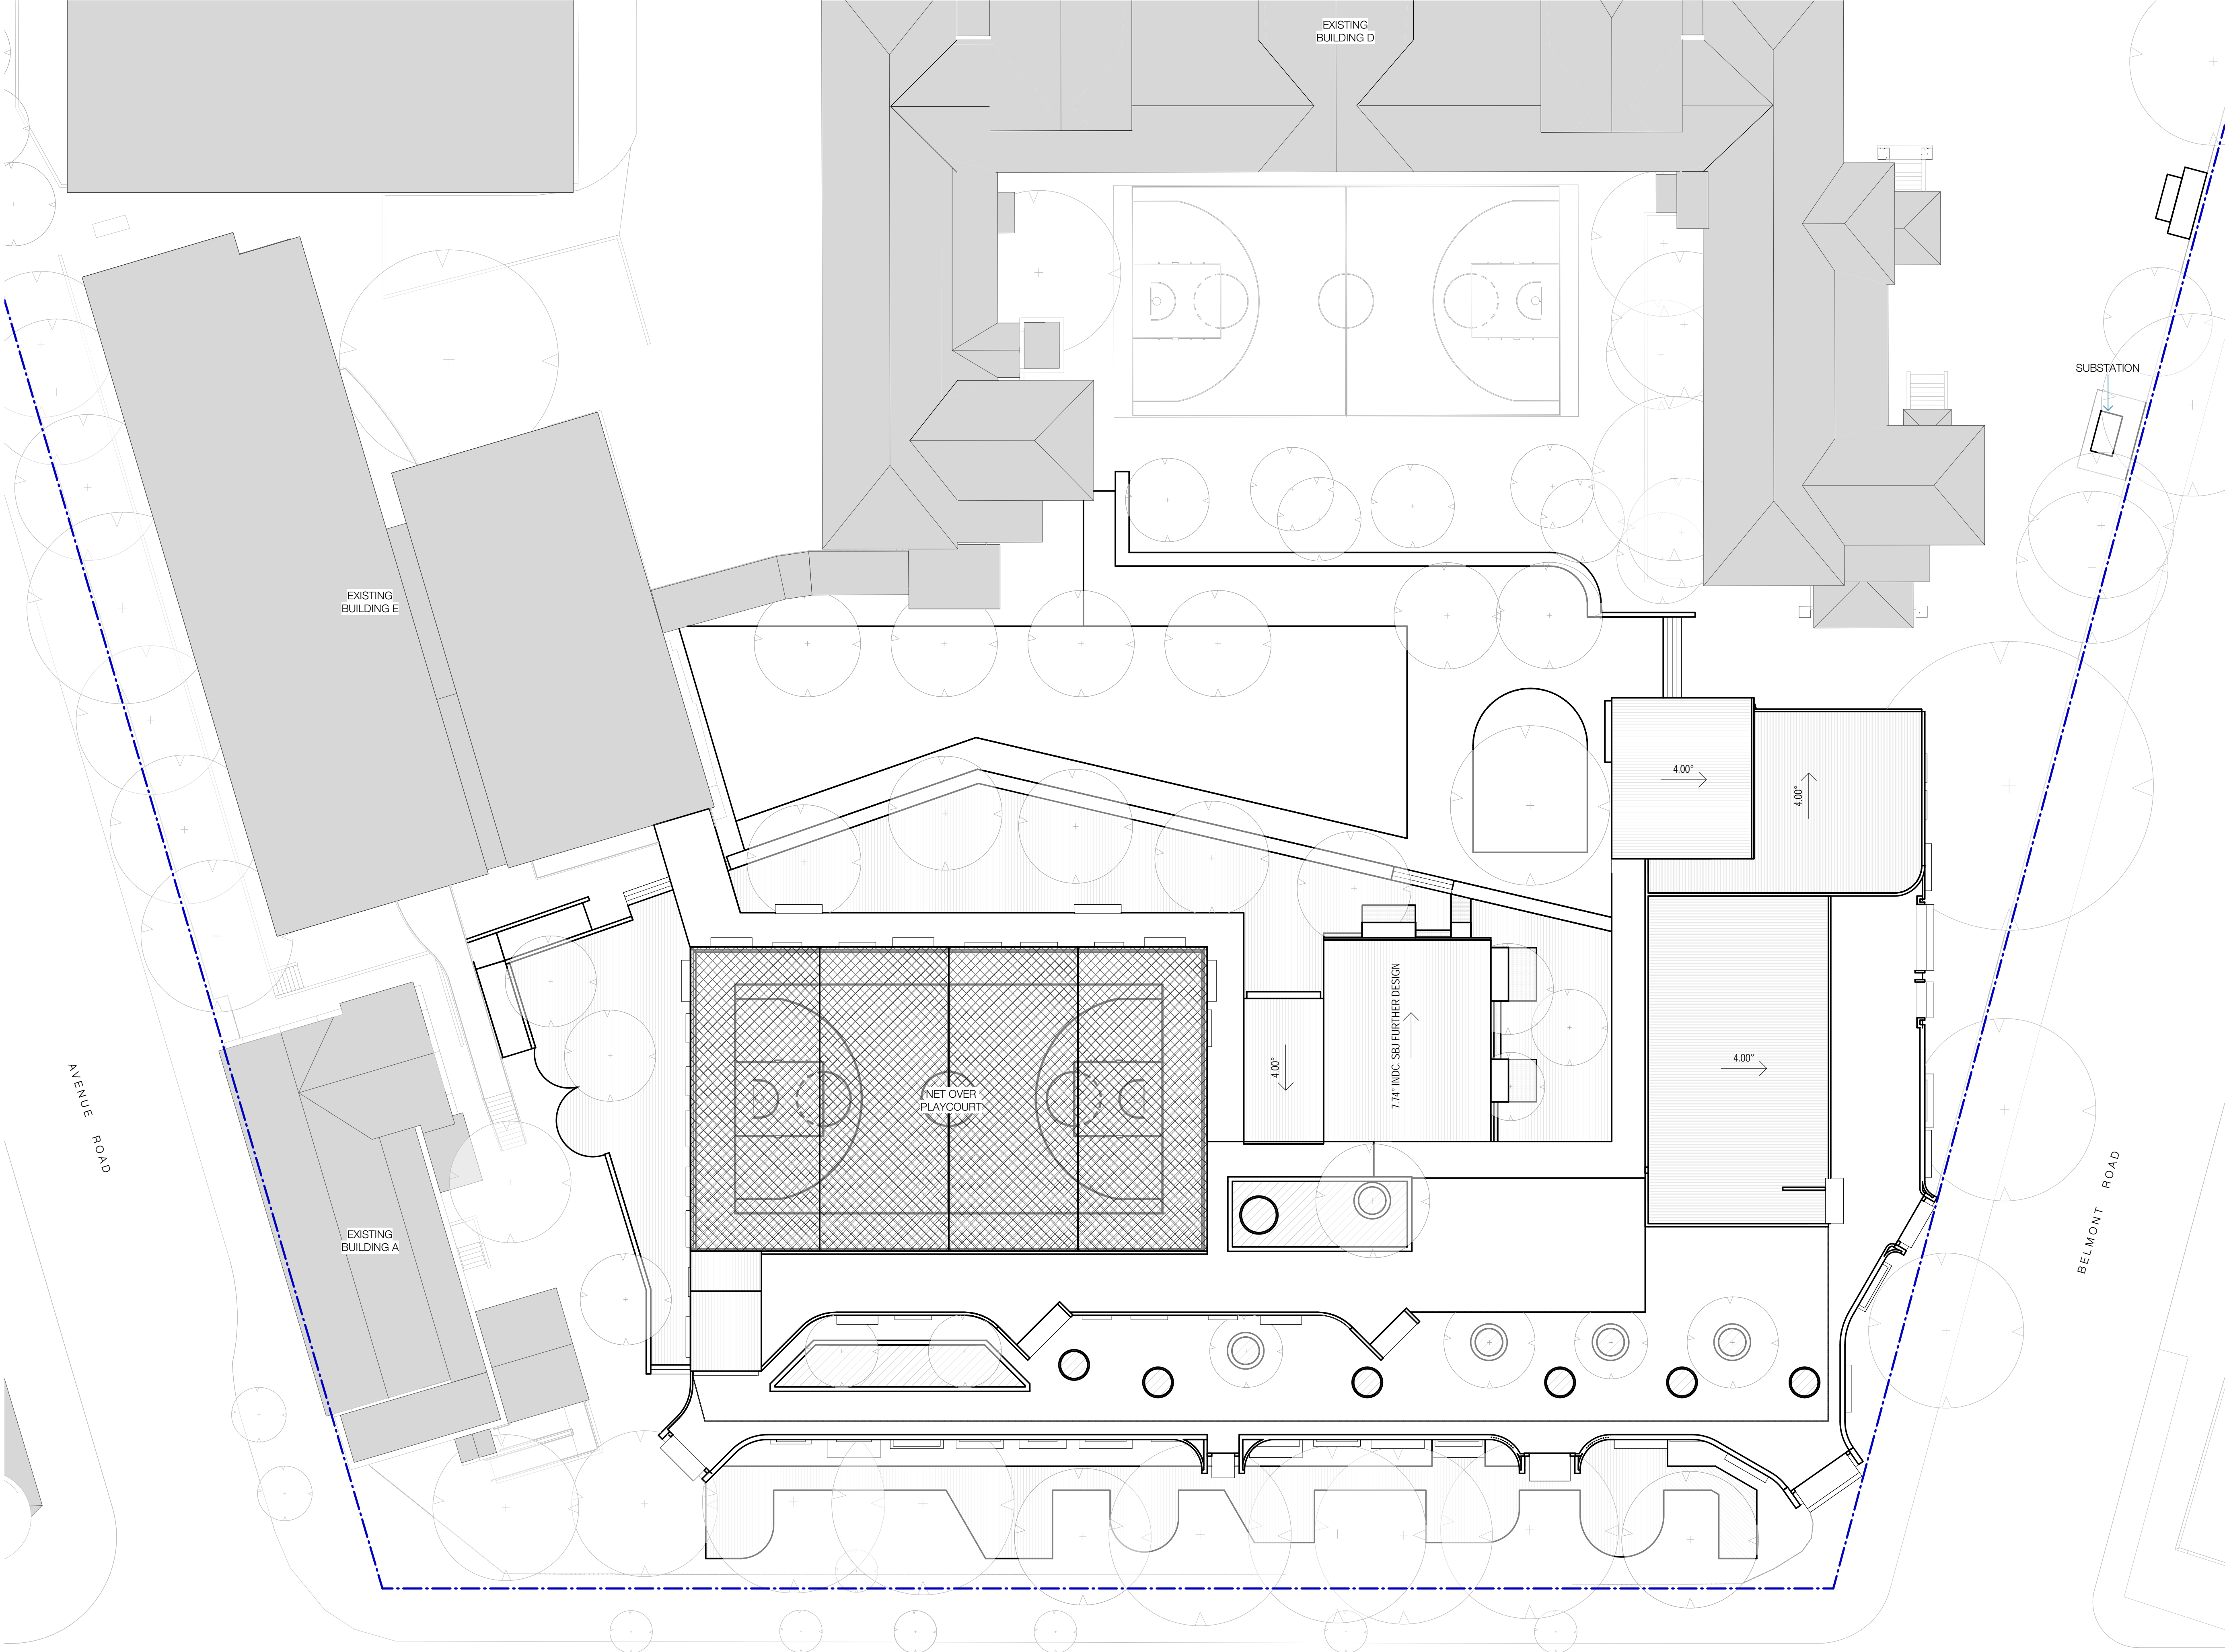 EXISTING
BUILDING D
SUBSTATION
EXISTING
BUILDING E
4.00°
4.00°
7.74° INDC. SBJ FURTHER DESIGN
4.00°
4.00°
NET OVER
PLAYCOURT
AVENUE ROAD
BELMONT ROAD
EXISTING
BUILDING A